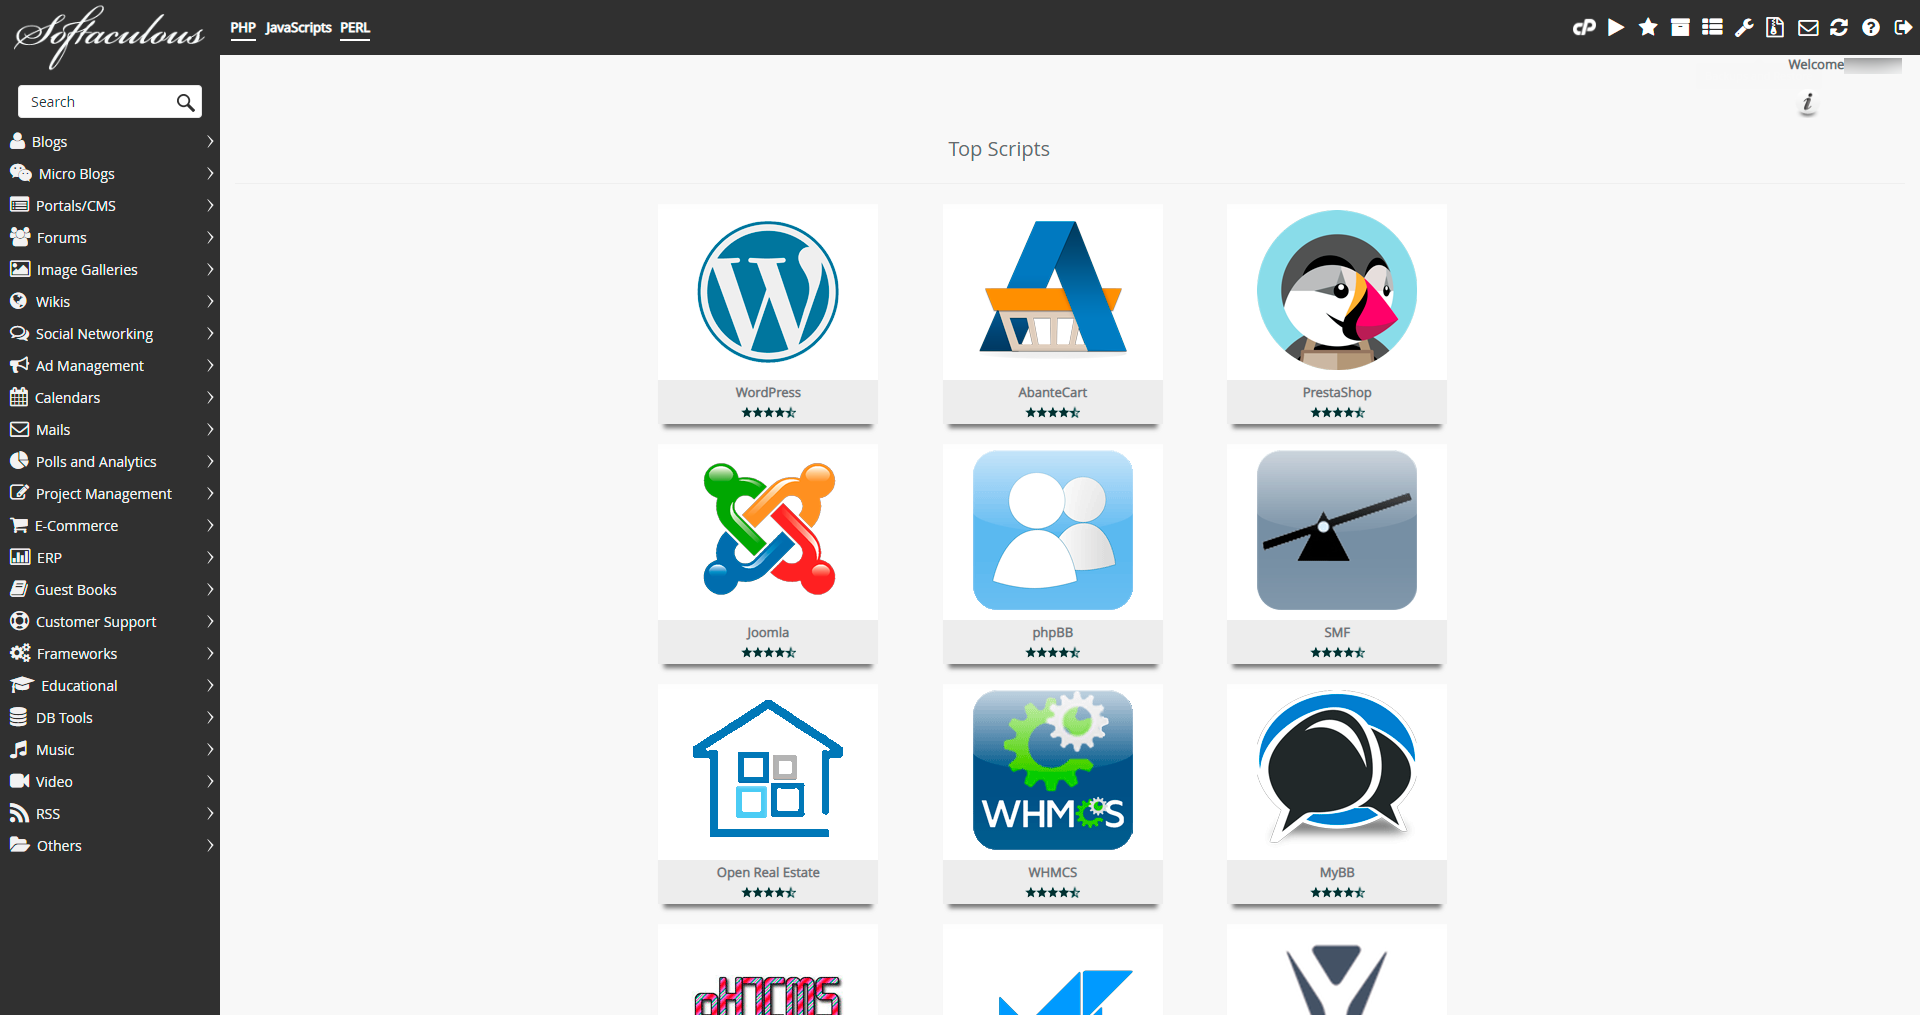 Softaculous
PHP JavaScripts PERL
cP
Welcome
i
Search
Blogs
Micro Blogs
Portals/CMS
Forums
Image Galleries
Wikis
Social Networking
Ad Management
Calendars
Mails
Polls and Analytics
Project Management
E-Commerce
ERP
Guest Books
Customer Support
Frameworks
Educational
DB Tools
Music
Video
RSS
Others
Top Scripts
W
WordPress
AbanteCart
PrestaShop
Joomla
phpBB
SMF
WHMCS
Open Real Estate
WHMCS
MyBB